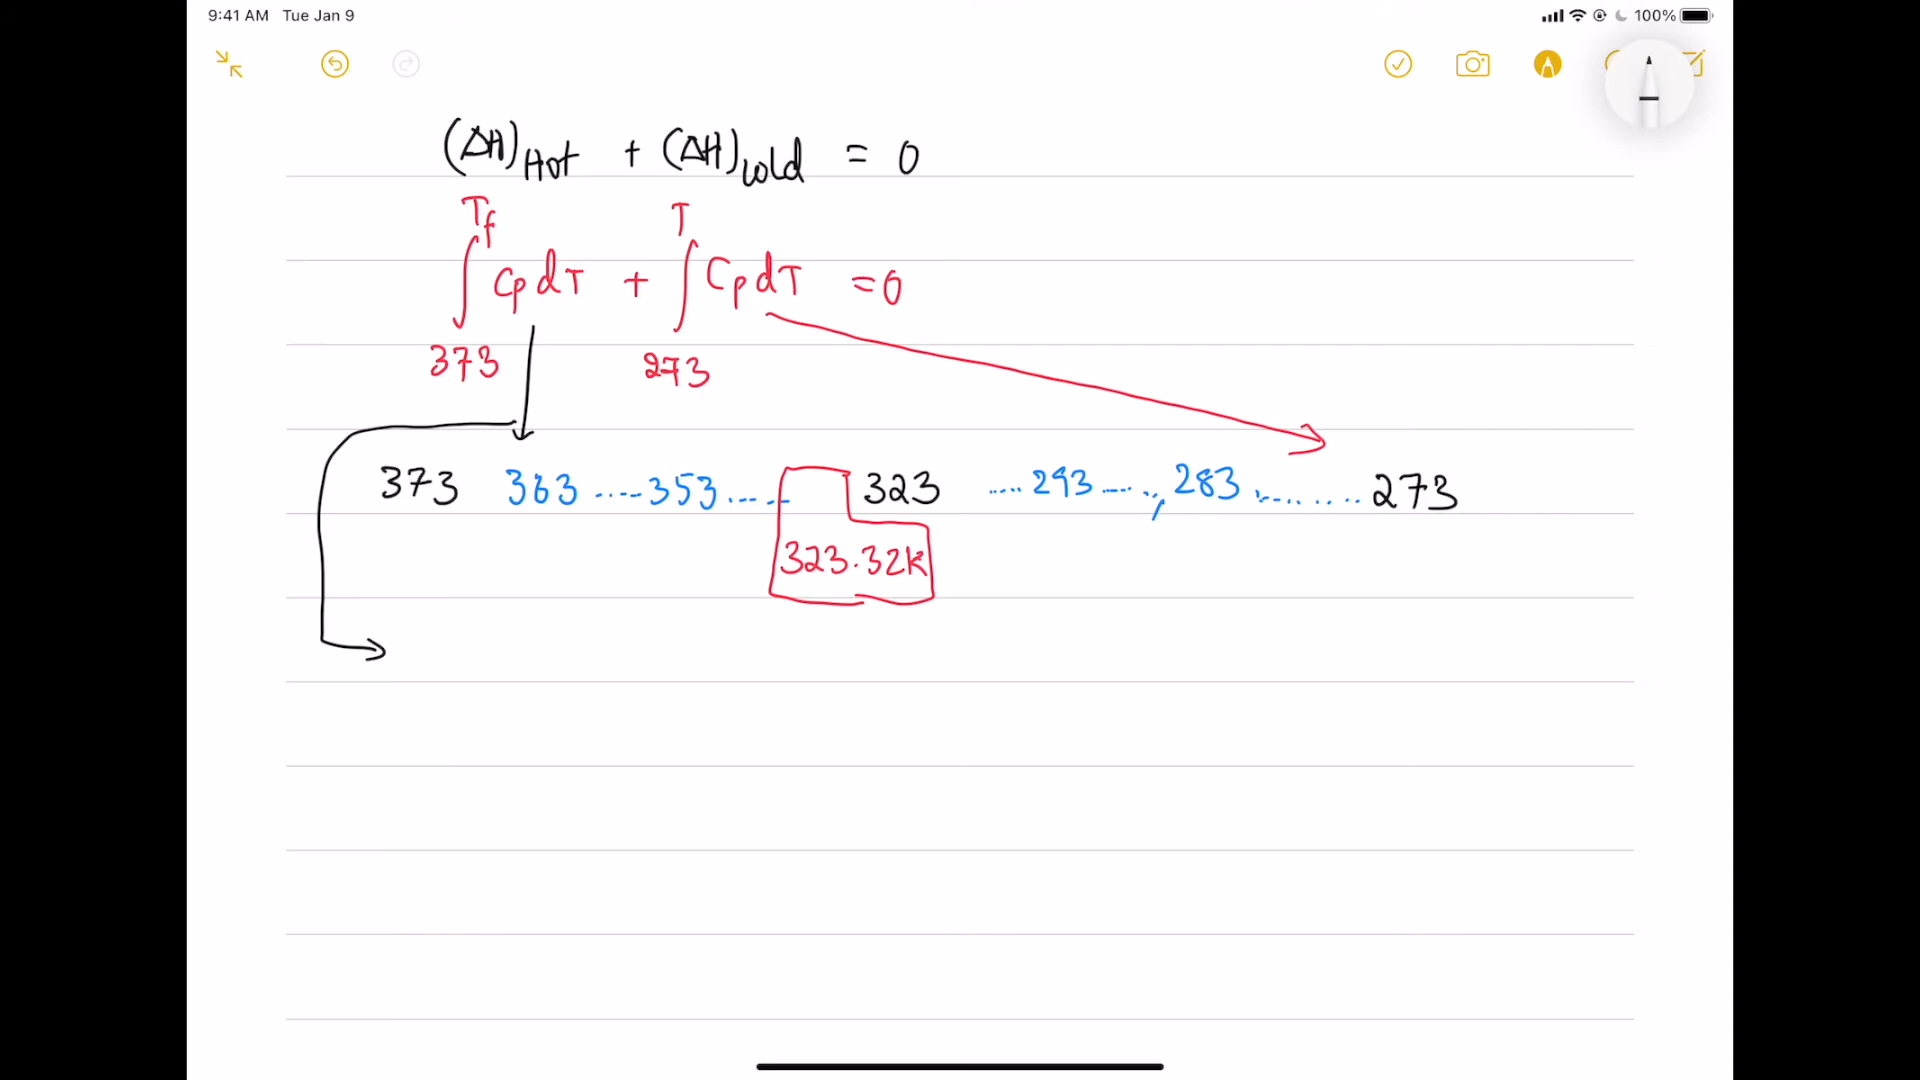 9:41 AM Tue Jan 9 100%
(ΔH)Hot + (ΔH)cold = 0
Tf T
∫ Cp dT + ∫ Cp dT = 0
373 273
373 363 .....353..... 323 .....293......, 283 ......... 273
323.32K